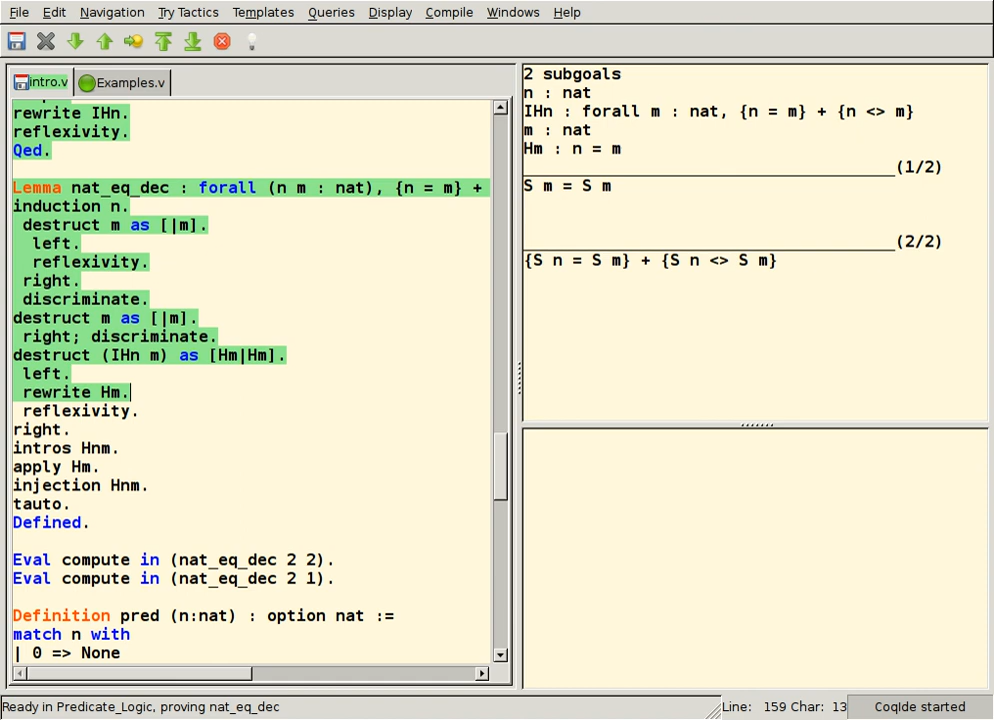 File Edit Navigation Try Tactics Templates Queries Display Compile Windows Help
intro.v Examples.v
rewrite IHn.
reflexivity.
Qed.
Lemma nat_eq_dec : forall (n m : nat), {n = m} +
induction n.
destruct m as [|m].
left.
reflexivity.
right.
discriminate.
destruct m as [|m].
right; discriminate.
destruct (IHn m) as [Hm|Hm].
left.
rewrite Hm.
reflexivity.
right.
intros Hnm.
apply Hm.
injection Hnm.
tauto.
Defined.
Eval compute in (nat_eq_dec 2 2).
Eval compute in (nat_eq_dec 2 1).
Definition pred (n:nat) : option nat :=
match n with
| 0 => None
2 subgoals
n : nat
IHn : forall m : nat, {n = m} + {n <> m}
m : nat
Hm : n = m
(1/2)
S m = S m
(2/2)
{S n = S m} + {S n <> S m}
Ready in Predicate_Logic, proving nat_eq_dec Line: 159 Char: 13 CoqIde started